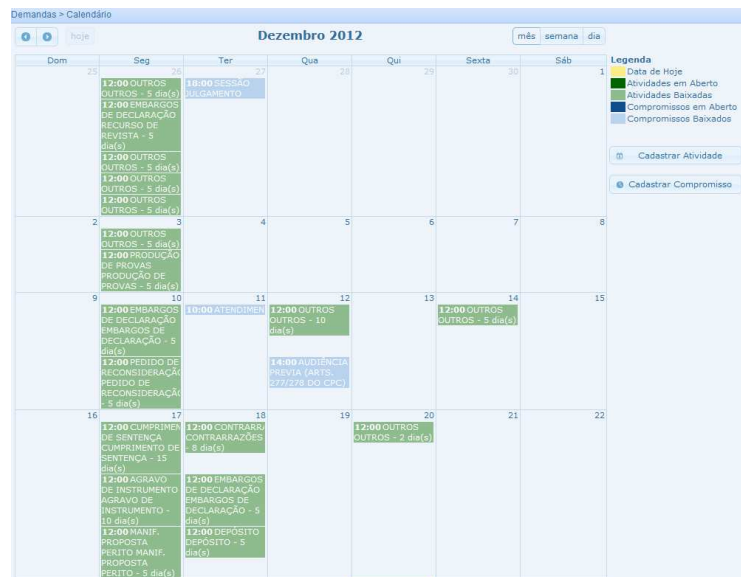 Demandas > Calendário
hoje
Dezembro 2012
mês semana dia
Dom Seg Ter Qua Qui Sexta Sáb
Legenda
Data de Hoje
Atividades em Aberto
Atividades Baixadas
Compromissos em Aberto
Compromissos Baixados
Cadastrar Atividade
Cadastrar Compromisso
25 26 27 28 29 30 1
12:00 OUTROS
OUTROS - 5 dia(s)
12:00 EMBARGOS
DE DECLARAÇÃO
RECURSO DE
REVISTA - 5
dia(s)
12:00 OUTROS
OUTROS - 5 dia(s)
12:00 OUTROS
OUTROS - 5 dia(s)
12:00 OUTROS
OUTROS - 5 dia(s)
18:00 SESSÃO
JULGAMENTO
2 3 4 5 6 7 8
12:00 OUTROS
OUTROS - 5 dia(s)
12:00 PRODUÇÃO
DE PROVAS
PRODUÇÃO DE
PROVAS - 5 dia(s)
9 10 11 12 13 14 15
12:00 EMBARGOS
DE DECLARAÇÃO
EMBARGOS DE
DECLARAÇÃO - 5
dia(s)
12:00 PEDIDO DE
RECONSIDERAÇÃO
PEDIDO DE
RECONSIDERAÇÃO
- 5 dia(s)
10:00 ATENDIMEN
12:00 OUTROS
OUTROS - 10
dia(s)
14:00 AUDIÊNCIA
PREVIA (ARTS.
277/278 DO CPC)
12:00 OUTROS
OUTROS - 5 dia(s)
16 17 18 19 20 21 22
12:00 CUMPRIMEN
DE SENTENÇA
CUMPRIMENTO DE
SENTENÇA - 15
dia(s)
12:00 AGRAVO
DE INSTRUMENTO
AGRAVO DE
INSTRUMENTO -
10 dia(s)
12:00 MANIF.
PROPOSTA
PERITO MANIF.
PROPOSTA
PERITO - 5 dia(s)
12:00 CONTRARRA
CONTRARRAZÕES
- 8 dia(s)
12:00 EMBARGOS
DE DECLARAÇÃO
EMBARGOS DE
DECLARAÇÃO - 5
dia(s)
12:00 DEPÓSITO
DEPÓSITO - 5
dia(s)
12:00 OUTROS
OUTROS - 2 dia(s)